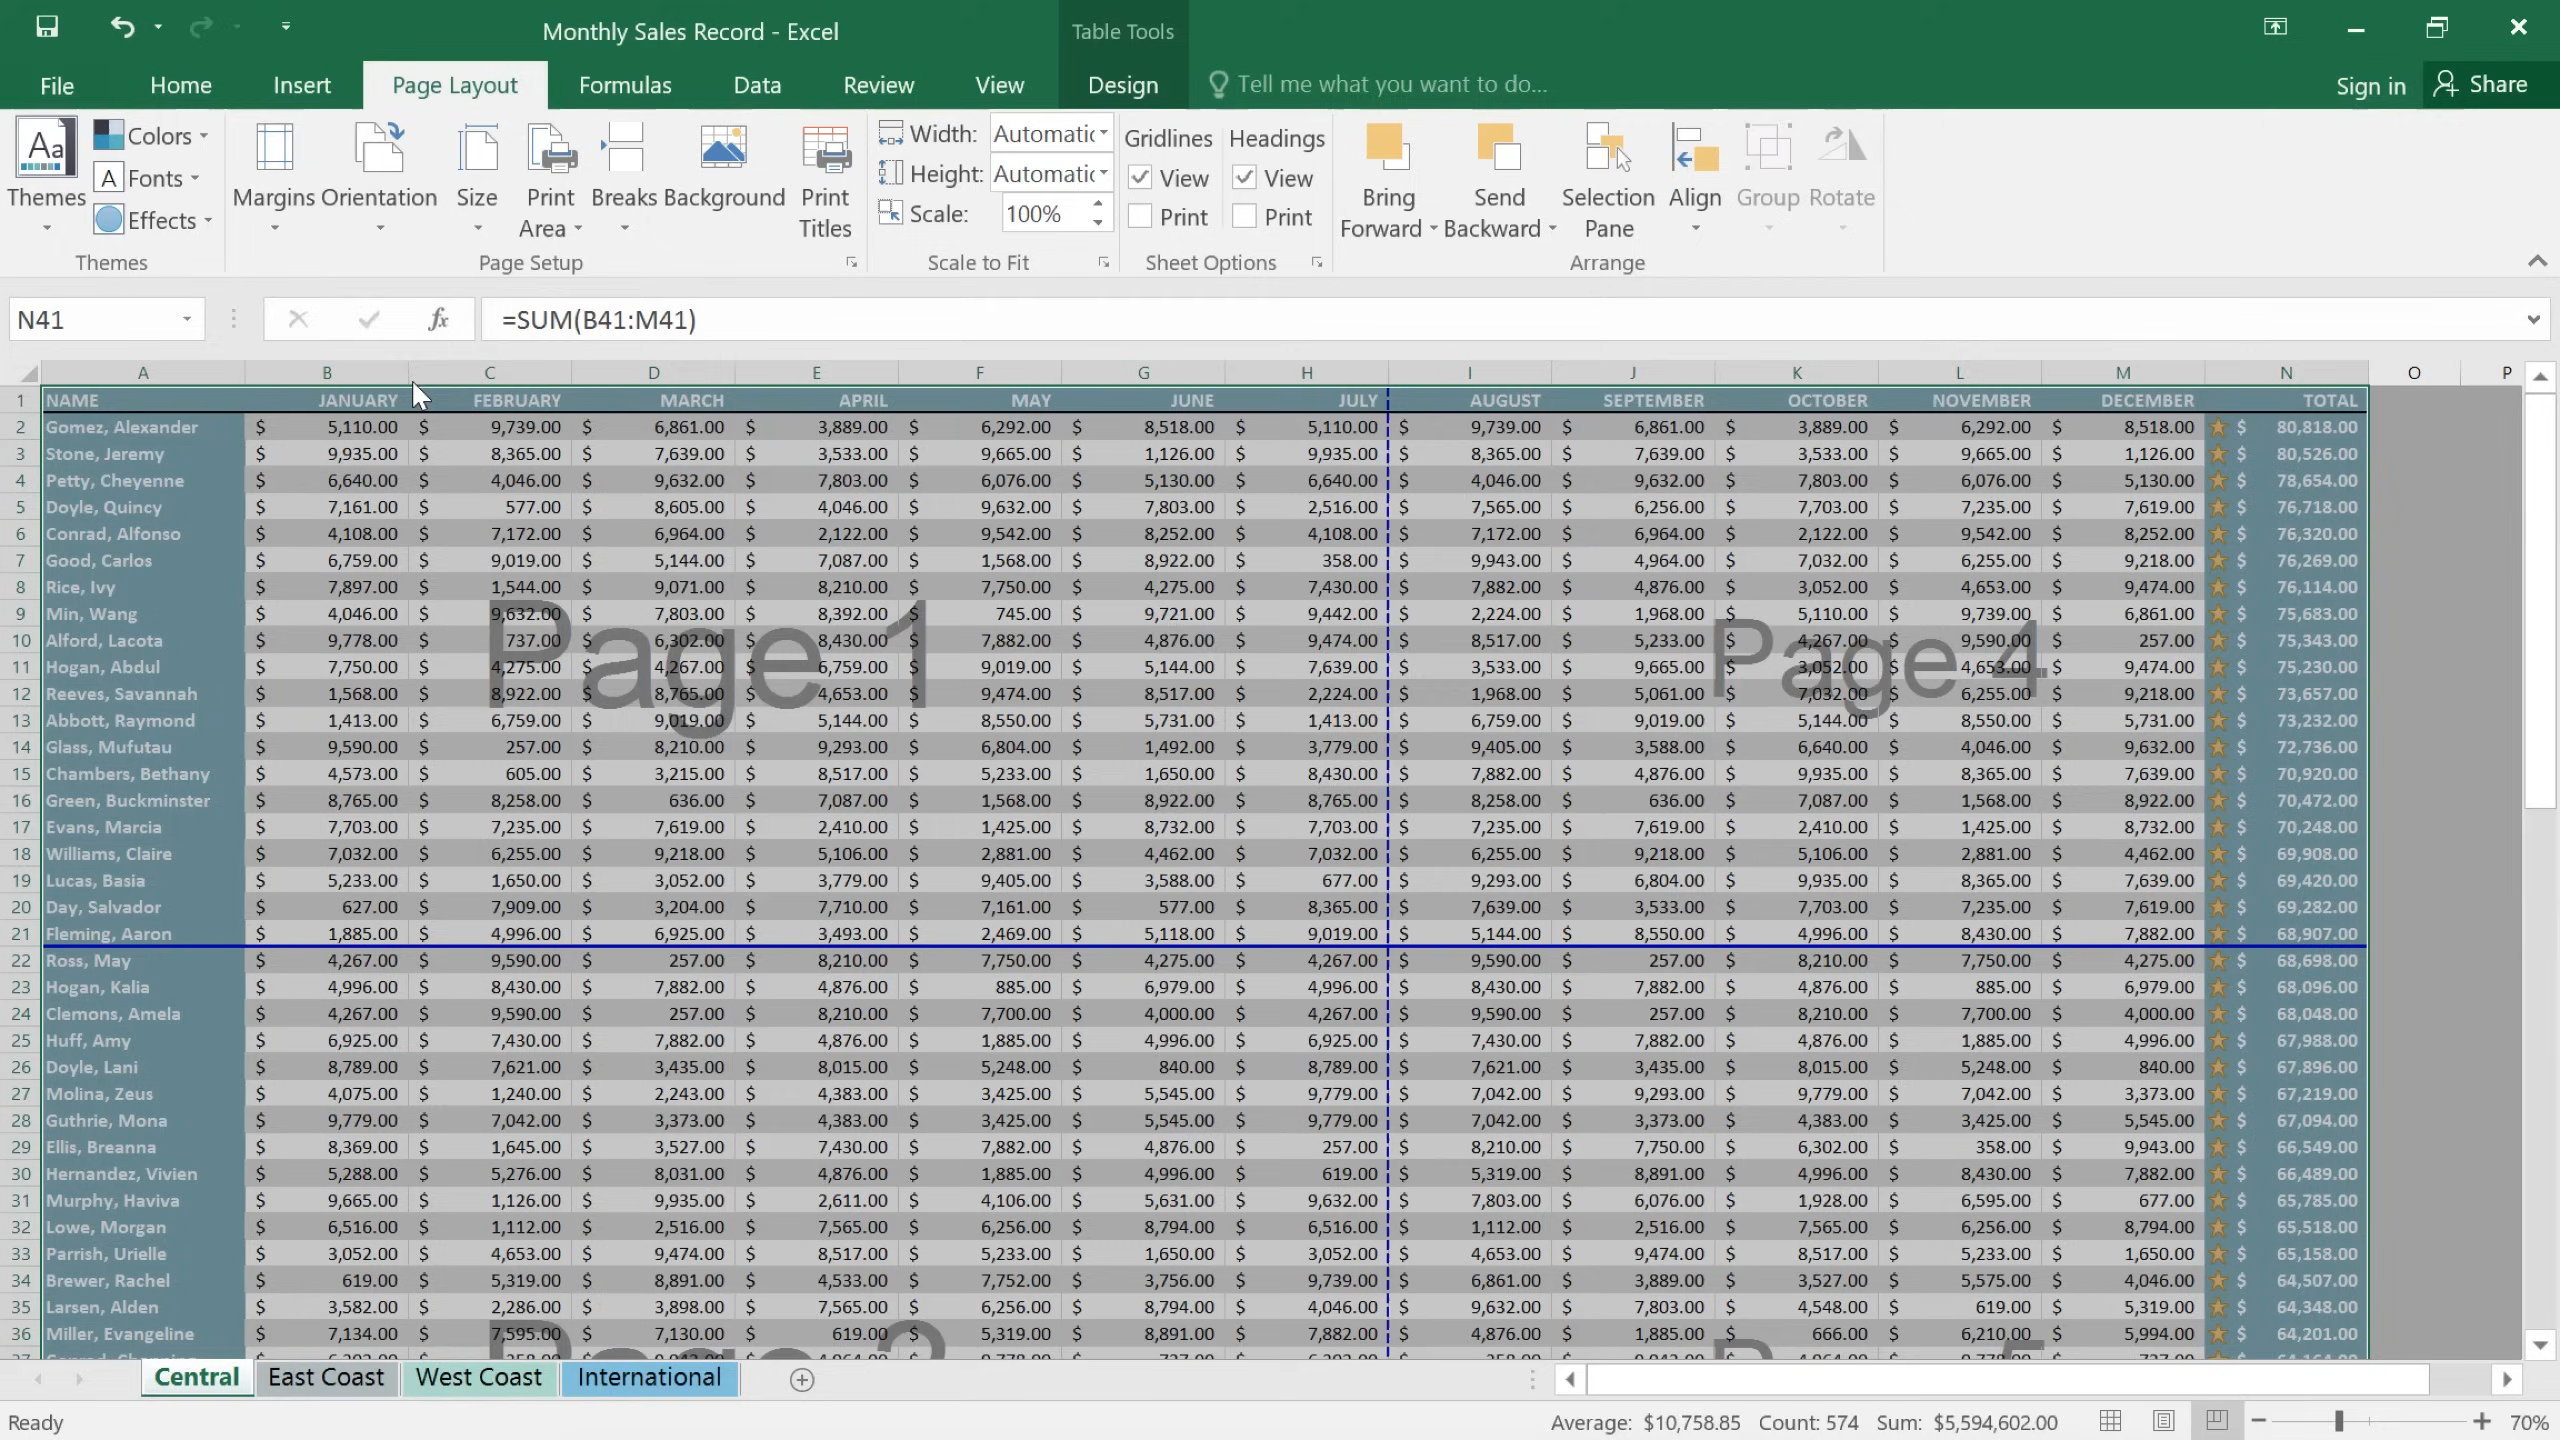 Monthly Sales Record - Excel
Table Tools
File Home Insert Page Layout Formulas Data Review View Design Tell me what you want to do... Sign in Share
Aa Colors Width: Automatic Gridlines Headings
A Fonts Height: Automatic View View
Effects Scale: 100% Print Print
Themes Margins Orientation Size Print Area Breaks Background Print Titles Bring Forward Send Backward Selection Pane Align Group Rotate
Themes Page Setup Scale to Fit Sheet Options Arrange
N41 fx =SUM(B41:M41)
A B C D E F G H I J K L M N O P
1 NAME JANUARY FEBRUARY MARCH APRIL MAY JUNE JULY AUGUST SEPTEMBER OCTOBER NOVEMBER DECEMBER TOTAL
2 Gomez, Alexander $ 5,110.00 $ 9,739.00 $ 6,861.00 $ 3,889.00 $ 6,292.00 $ 8,518.00 $ 5,110.00 $ 9,739.00 $ 6,861.00 $ 3,889.00 $ 6,292.00 $ 8,518.00 $ 80,818.00
3 Stone, Jeremy $ 9,935.00 $ 8,365.00 $ 7,639.00 $ 3,533.00 $ 9,665.00 $ 1,126.00 $ 9,935.00 $ 8,365.00 $ 7,639.00 $ 3,533.00 $ 9,665.00 $ 1,126.00 $ 80,526.00
4 Petty, Cheyenne $ 6,640.00 $ 4,046.00 $ 9,632.00 $ 7,803.00 $ 6,076.00 $ 5,130.00 $ 6,640.00 $ 4,046.00 $ 9,632.00 $ 7,803.00 $ 6,076.00 $ 5,130.00 $ 78,654.00
5 Doyle, Quincy $ 7,161.00 $ 577.00 $ 8,605.00 $ 4,046.00 $ 9,632.00 $ 7,803.00 $ 2,516.00 $ 7,565.00 $ 6,256.00 $ 7,703.00 $ 7,235.00 $ 7,619.00 $ 76,718.00
6 Conrad, Alfonso $ 4,108.00 $ 7,172.00 $ 6,964.00 $ 2,122.00 $ 9,542.00 $ 8,252.00 $ 4,108.00 $ 7,172.00 $ 6,964.00 $ 2,122.00 $ 9,542.00 $ 8,252.00 $ 76,320.00
7 Good, Carlos $ 6,759.00 $ 9,019.00 $ 5,144.00 $ 7,087.00 $ 1,568.00 $ 8,922.00 $ 358.00 $ 9,943.00 $ 4,964.00 $ 7,032.00 $ 6,255.00 $ 9,218.00 $ 76,269.00
8 Rice, Ivy $ 7,897.00 $ 1,544.00 $ 9,071.00 $ 8,210.00 $ 7,750.00 $ 4,275.00 $ 7,430.00 $ 7,882.00 $ 4,876.00 $ 3,052.00 $ 4,653.00 $ 9,474.00 $ 76,114.00
9 Min, Wang $ 4,046.00 $ 9,632.00 $ 7,803.00 $ 8,392.00 $ 745.00 $ 9,721.00 $ 9,442.00 $ 2,224.00 $ 1,968.00 $ 5,110.00 $ 9,739.00 $ 6,861.00 $ 75,683.00
10 Alford, Lacota $ 9,778.00 $ 737.00 $ 6,302.00 $ 8,430.00 $ 7,882.00 $ 4,876.00 $ 9,474.00 $ 8,517.00 $ 5,233.00 $ 4,267.00 $ 9,590.00 $ 257.00 $ 75,343.00
Page 1 Page 4
11 Hogan, Abdul $ 7,750.00 $ 4,275.00 $ 4,267.00 $ 6,759.00 $ 9,019.00 $ 5,144.00 $ 7,639.00 $ 3,533.00 $ 9,665.00 $ 3,052.00 $ 4,653.00 $ 9,474.00 $ 75,230.00
12 Reeves, Savannah $ 1,568.00 $ 8,922.00 $ 8,765.00 $ 4,653.00 $ 9,474.00 $ 8,517.00 $ 2,224.00 $ 1,968.00 $ 5,061.00 $ 7,032.00 $ 6,255.00 $ 9,218.00 $ 73,657.00
13 Abbott, Raymond $ 1,413.00 $ 6,759.00 $ 9,019.00 $ 5,144.00 $ 8,550.00 $ 5,731.00 $ 1,413.00 $ 6,759.00 $ 9,019.00 $ 5,144.00 $ 8,550.00 $ 5,731.00 $ 73,232.00
14 Glass, Mufutau $ 9,590.00 $ 257.00 $ 8,210.00 $ 9,293.00 $ 6,804.00 $ 1,492.00 $ 3,779.00 $ 9,405.00 $ 3,588.00 $ 6,640.00 $ 4,046.00 $ 9,632.00 $ 72,736.00
15 Chambers, Bethany $ 4,573.00 $ 605.00 $ 3,215.00 $ 8,517.00 $ 5,233.00 $ 1,650.00 $ 8,430.00 $ 7,882.00 $ 4,876.00 $ 9,935.00 $ 8,365.00 $ 7,639.00 $ 70,920.00
16 Green, Buckminster $ 8,765.00 $ 8,258.00 $ 636.00 $ 7,087.00 $ 1,568.00 $ 8,922.00 $ 8,765.00 $ 8,258.00 $ 636.00 $ 7,087.00 $ 1,568.00 $ 8,922.00 $ 70,472.00
17 Evans, Marcia $ 7,703.00 $ 7,235.00 $ 7,619.00 $ 2,410.00 $ 1,425.00 $ 8,732.00 $ 7,703.00 $ 7,235.00 $ 7,619.00 $ 2,410.00 $ 1,425.00 $ 8,732.00 $ 70,248.00
18 Williams, Claire $ 7,032.00 $ 6,255.00 $ 9,218.00 $ 5,106.00 $ 2,881.00 $ 4,462.00 $ 7,032.00 $ 6,255.00 $ 9,218.00 $ 5,106.00 $ 2,881.00 $ 4,462.00 $ 69,908.00
19 Lucas, Basia $ 5,233.00 $ 1,650.00 $ 3,052.00 $ 3,779.00 $ 9,405.00 $ 3,588.00 $ 677.00 $ 9,293.00 $ 6,804.00 $ 9,935.00 $ 8,365.00 $ 7,639.00 $ 69,420.00
20 Day, Salvador $ 627.00 $ 7,909.00 $ 3,204.00 $ 7,710.00 $ 7,161.00 $ 577.00 $ 8,365.00 $ 7,639.00 $ 3,533.00 $ 7,703.00 $ 7,235.00 $ 7,619.00 $ 69,282.00
21 Fleming, Aaron $ 1,885.00 $ 4,996.00 $ 6,925.00 $ 3,493.00 $ 2,469.00 $ 5,118.00 $ 9,019.00 $ 5,144.00 $ 8,550.00 $ 4,996.00 $ 8,430.00 $ 7,882.00 $ 68,907.00
22 Ross, May $ 4,267.00 $ 9,590.00 $ 257.00 $ 8,210.00 $ 7,750.00 $ 4,275.00 $ 4,267.00 $ 9,590.00 $ 257.00 $ 8,210.00 $ 7,750.00 $ 4,275.00 $ 68,698.00
23 Hogan, Kalia $ 4,996.00 $ 8,430.00 $ 7,882.00 $ 4,876.00 $ 885.00 $ 6,979.00 $ 4,996.00 $ 8,430.00 $ 7,882.00 $ 4,876.00 $ 885.00 $ 6,979.00 $ 68,096.00
24 Clemons, Amela $ 4,267.00 $ 9,590.00 $ 257.00 $ 8,210.00 $ 7,700.00 $ 4,000.00 $ 4,267.00 $ 9,590.00 $ 257.00 $ 8,210.00 $ 7,700.00 $ 4,000.00 $ 68,048.00
25 Huff, Amy $ 6,925.00 $ 7,430.00 $ 7,882.00 $ 4,876.00 $ 1,885.00 $ 4,996.00 $ 6,925.00 $ 7,430.00 $ 7,882.00 $ 4,876.00 $ 1,885.00 $ 4,996.00 $ 67,988.00
26 Doyle, Lani $ 8,789.00 $ 7,621.00 $ 3,435.00 $ 8,015.00 $ 5,248.00 $ 840.00 $ 8,789.00 $ 7,621.00 $ 3,435.00 $ 8,015.00 $ 5,248.00 $ 840.00 $ 67,896.00
27 Molina, Zeus $ 4,075.00 $ 1,240.00 $ 2,243.00 $ 4,383.00 $ 3,425.00 $ 5,545.00 $ 9,779.00 $ 7,042.00 $ 9,293.00 $ 9,779.00 $ 7,042.00 $ 3,373.00 $ 67,219.00
28 Guthrie, Mona $ 9,779.00 $ 7,042.00 $ 3,373.00 $ 4,383.00 $ 3,425.00 $ 5,545.00 $ 9,779.00 $ 7,042.00 $ 3,373.00 $ 4,383.00 $ 3,425.00 $ 5,545.00 $ 67,094.00
29 Ellis, Breanna $ 8,369.00 $ 1,645.00 $ 3,527.00 $ 7,430.00 $ 7,882.00 $ 4,876.00 $ 257.00 $ 8,210.00 $ 7,750.00 $ 6,302.00 $ 358.00 $ 9,943.00 $ 66,549.00
30 Hernandez, Vivien $ 5,288.00 $ 5,276.00 $ 8,031.00 $ 4,876.00 $ 1,885.00 $ 4,996.00 $ 619.00 $ 5,319.00 $ 8,891.00 $ 4,996.00 $ 8,430.00 $ 7,882.00 $ 66,489.00
31 Murphy, Haviva $ 9,665.00 $ 1,126.00 $ 9,935.00 $ 2,611.00 $ 4,106.00 $ 5,631.00 $ 9,632.00 $ 7,803.00 $ 6,076.00 $ 1,928.00 $ 6,595.00 $ 677.00 $ 65,785.00
32 Lowe, Morgan $ 6,516.00 $ 1,112.00 $ 2,516.00 $ 7,565.00 $ 6,256.00 $ 8,794.00 $ 6,516.00 $ 1,112.00 $ 2,516.00 $ 7,565.00 $ 6,256.00 $ 8,794.00 $ 65,518.00
33 Parrish, Urielle $ 3,052.00 $ 4,653.00 $ 9,474.00 $ 8,517.00 $ 5,233.00 $ 1,650.00 $ 3,052.00 $ 4,653.00 $ 9,474.00 $ 8,517.00 $ 5,233.00 $ 1,650.00 $ 65,158.00
34 Brewer, Rachel $ 619.00 $ 5,319.00 $ 8,891.00 $ 4,533.00 $ 7,752.00 $ 3,756.00 $ 9,739.00 $ 6,861.00 $ 3,889.00 $ 3,527.00 $ 5,575.00 $ 4,046.00 $ 64,507.00
35 Larsen, Alden $ 3,582.00 $ 2,286.00 $ 3,898.00 $ 7,565.00 $ 6,256.00 $ 8,794.00 $ 4,046.00 $ 9,632.00 $ 7,803.00 $ 4,548.00 $ 619.00 $ 5,319.00 $ 64,348.00
36 Miller, Evangeline $ 7,134.00 $ 7,595.00 $ 7,130.00 $ 619.00 $ 5,319.00 $ 8,891.00 $ 7,882.00 $ 4,876.00 $ 1,885.00 $ 666.00 $ 6,210.00 $ 5,994.00 $ 64,201.00
Central East Coast West Coast International
Ready Average: $10,758.85 Count: 574 Sum: $5,594,602.00 70%